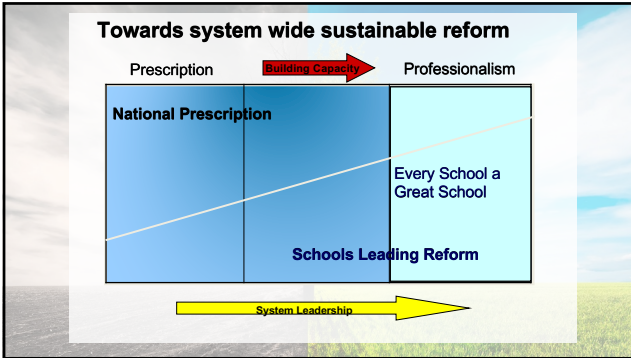 Towards system wide sustainable reform
Prescription
Building Capacity
Professionalism
National Prescription
Every School a
Great School
Schools Leading Reform
System Leadership